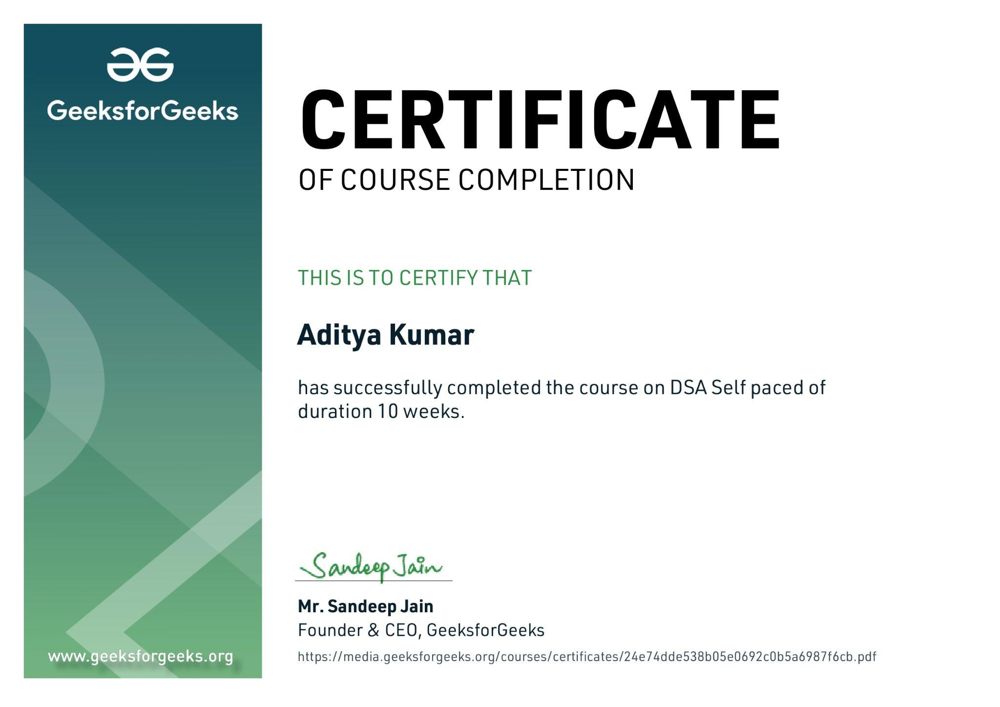 GeeksforGeeks
CERTIFICATE
OF COURSE COMPLETION
THIS IS TO CERTIFY THAT
Aditya Kumar
has successfully completed the course on DSA Self paced of
duration 10 weeks.
Sandeep Jain
Mr. Sandeep Jain
Founder & CEO, GeeksforGeeks
www.geeksforgeeks.org
https://media.geeksforgeeks.org/courses/certificates/24e74dde538b05e0692c0b5a6987f6cb.pdf